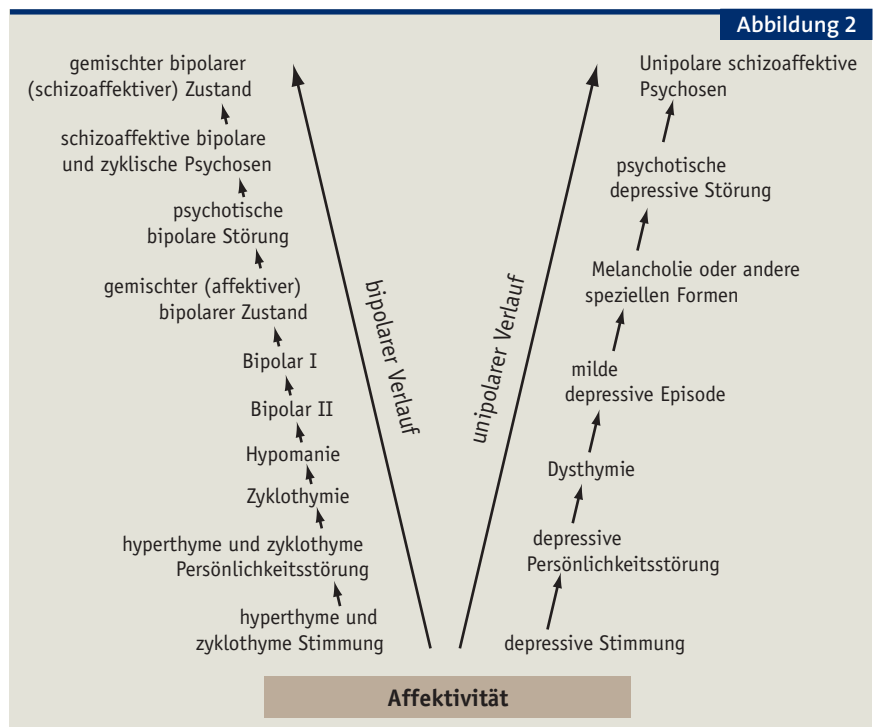 Abbildung 2
gemischter bipolarer
(schizoaffektiver) Zustand
schizoaffektive bipolare
und zyklische Psychosen
psychotische
bipolare Störung
gemischter (affektiver)
bipolarer Zustand
Bipolar I
Bipolar II
Hypomanie
Zyklothymie
hyperthyme und zyklothyme
Persönlichkeitsstörung
hyperthyme und
zyklothyme Stimmung
bipolarer Verlauf
unipolarer Verlauf
Unipolare schizoaffektive
Psychosen
psychotische
depressive Störung
Melancholie oder andere
speziellen Formen
milde
depressive Episode
Dysthymie
depressive
Persönlichkeitsstörung
depressive Stimmung
Affektivität